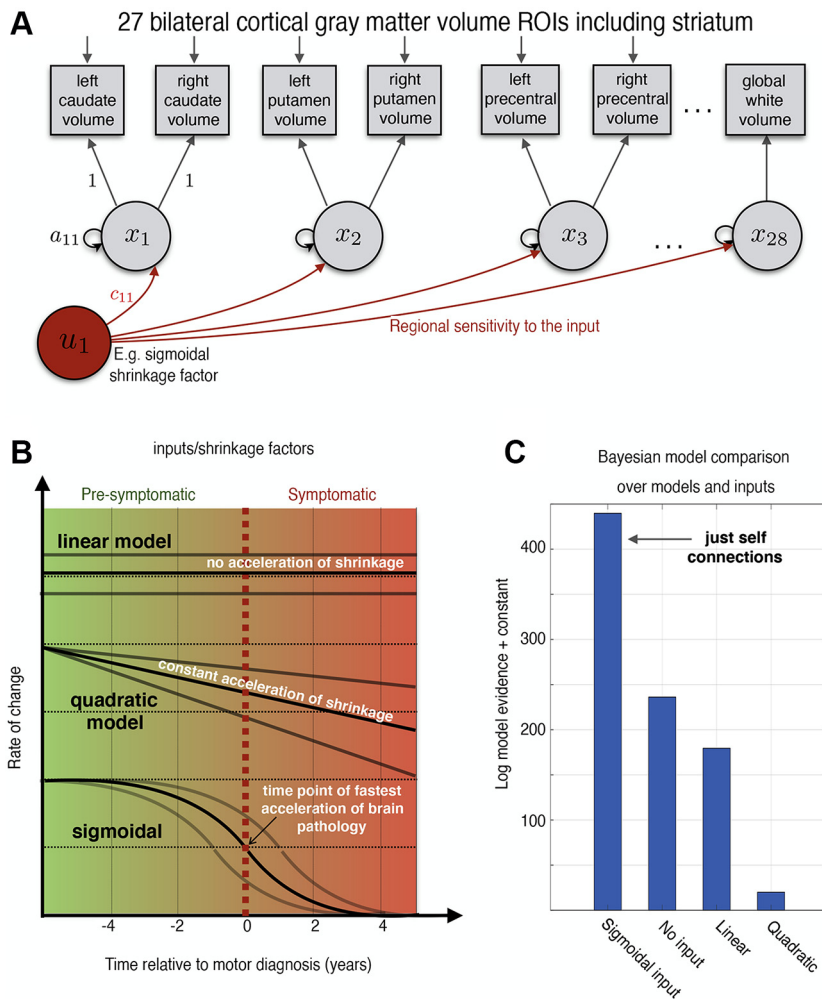 A
27 bilateral cortical gray matter volume ROIs including striatum
left caudate volume
right caudate volume
left putamen volume
right putamen volume
left precentral volume
right precentral volume
...
global white volume
1
1
a11
x1
x2
x3
...
x28
c11
u1
Regional sensitivity to the input
E.g. sigmoidal
shrinkage factor
B
inputs/shrinkage factors
Pre-symptomatic
Symptomatic
linear model
no acceleration of shrinkage
constant acceleration of shrinkage
quadratic
model
time point of fastest
acceleration of brain
pathology
sigmoidal
Rate of change
-4
-2
0
2
4
Time relative to motor diagnosis (years)
C
Bayesian model comparison
over models and inputs
just self
connections
400
300
200
100
Log model evidence + constant
Sigmoidal input
No input
Linear
Quadratic